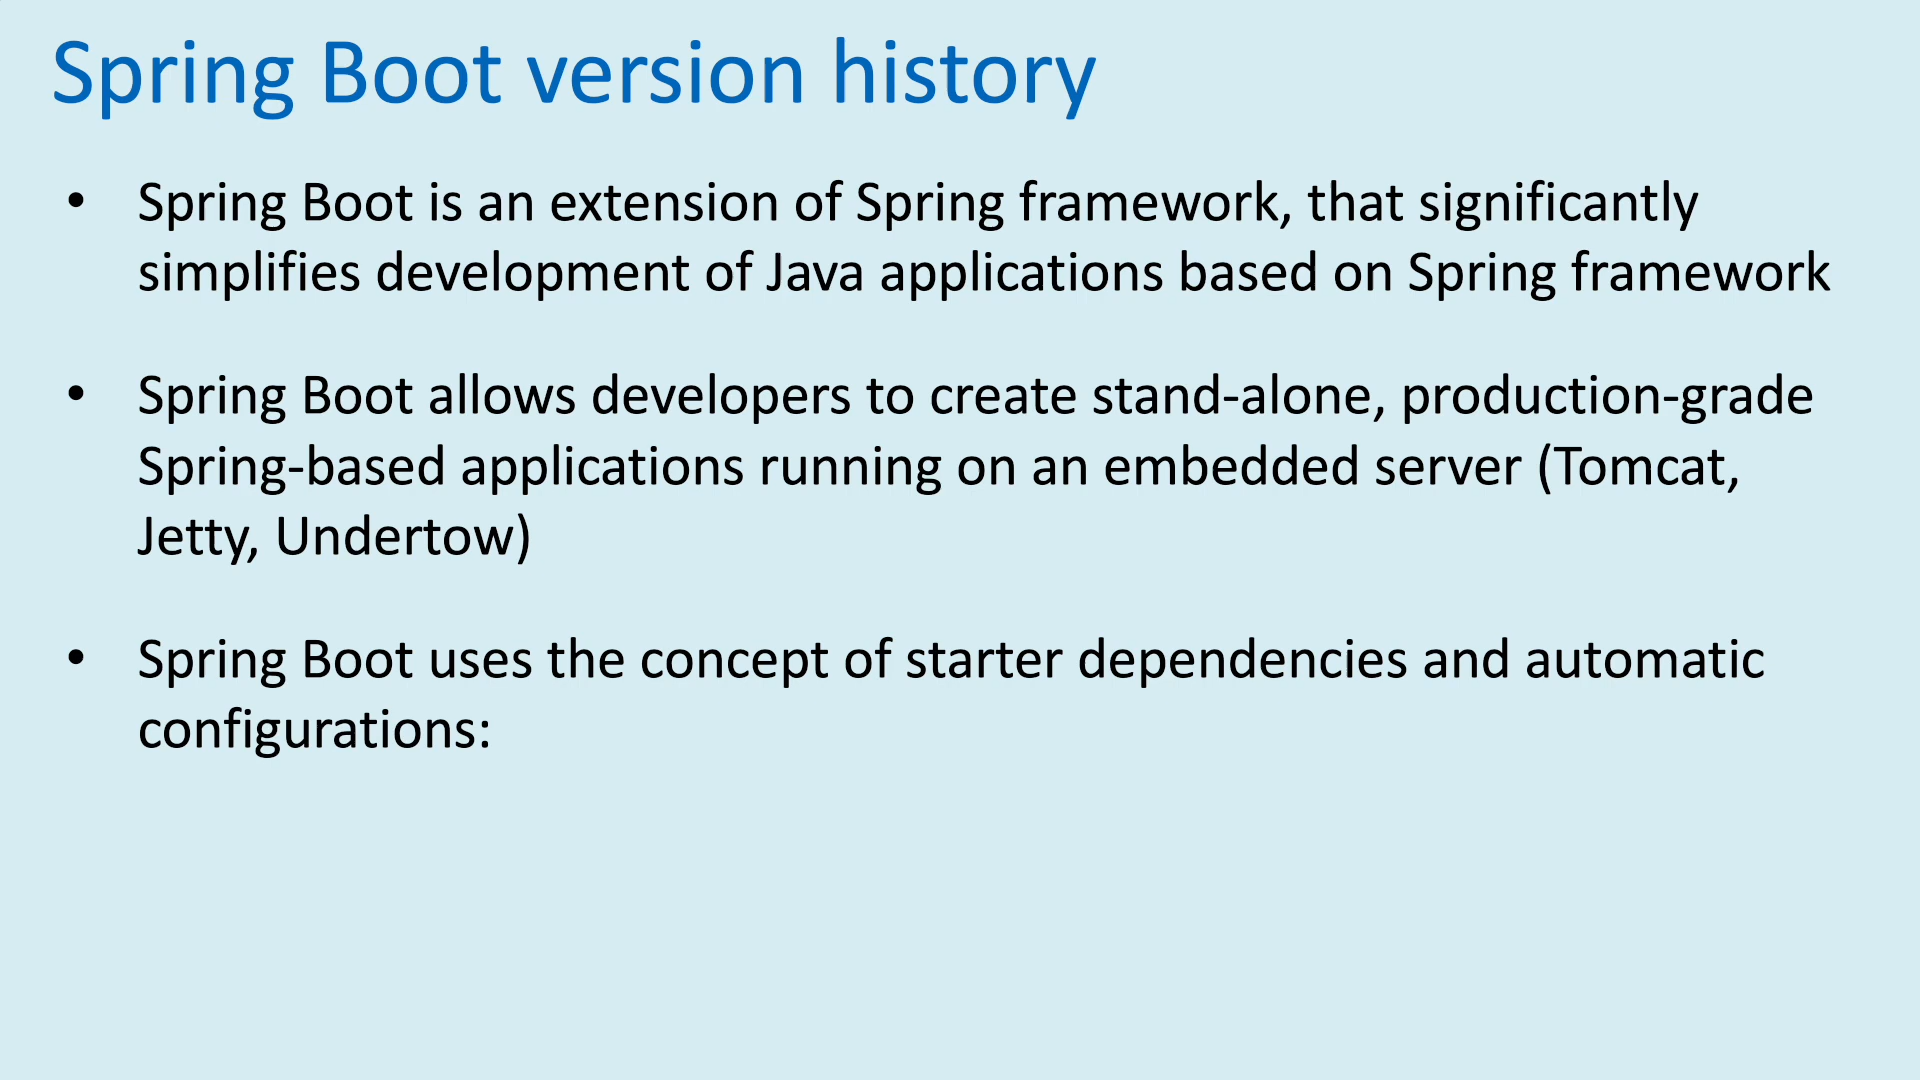 Spring Boot version history
• Spring Boot is an extension of Spring framework, that significantly
simplifies development of Java applications based on Spring framework
• Spring Boot allows developers to create stand-alone, production-grade
Spring-based applications running on an embedded server (Tomcat,
Jetty, Undertow)
• Spring Boot uses the concept of starter dependencies and automatic
configurations: